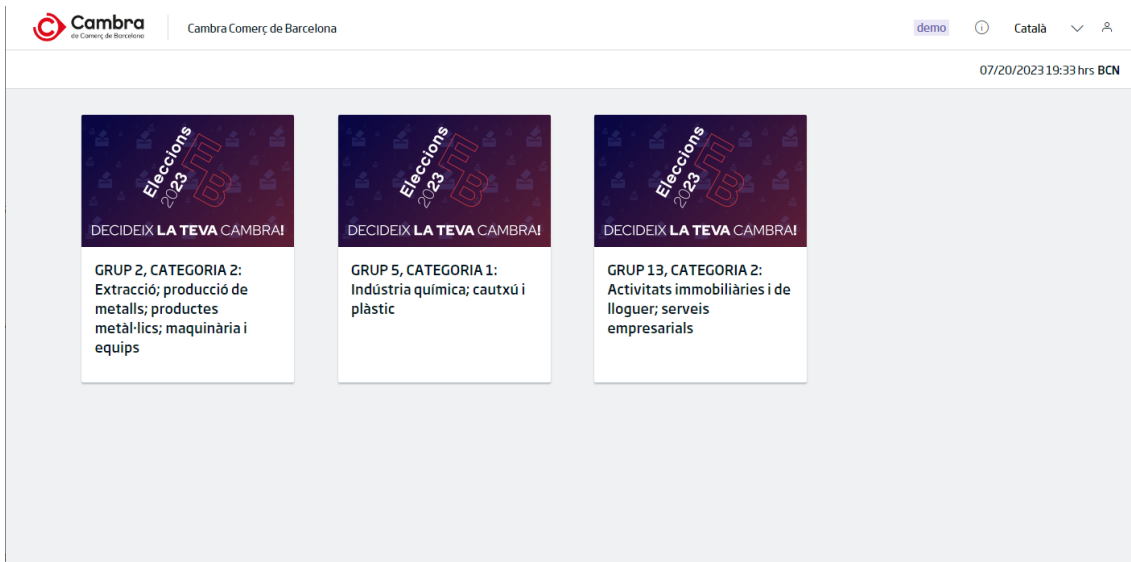 Cambra
de Comerç de Barcelona
Cambra Comerç de Barcelona
demo
Català
07/20/2023 19:33 hrs BCN
Eleccions
2023
EB
DECIDEIX LA TEVA CAMBRA!
GRUP 2, CATEGORIA 2:
Extracció; producció de
metalls; productes
metàl·lics; maquinària i
equips
Eleccions
2023
EB
DECIDEIX LA TEVA CAMBRA!
GRUP 5, CATEGORIA 1:
Indústria química; cautxú i
plàstic
Eleccions
2023
EB
DECIDEIX LA TEVA CAMBRA!
GRUP 13, CATEGORIA 2:
Activitats immobiliàries i de
lloguer; serveis
empresarials